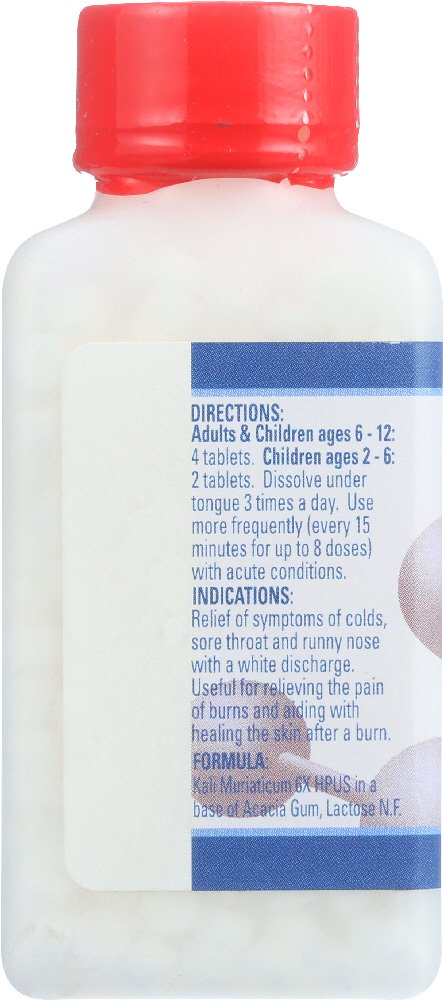 DIRECTIONS:
Adults & Children ages 6 - 12:
4 tablets. Children ages 2 - 6:
2 tablets. Dissolve under
tongue 3 times a day. Use
more frequently (every 15
minutes for up to 8 doses)
with acute conditions.
INDICATIONS:
Relief of symptoms of colds,
sore throat and runny nose
with a white discharge.
Useful for relieving the pain
of burns and aiding with
healing the skin after a burn.
FORMULA:
Kali Muriaticum 6X HPUS in a
base of Acacia Gum, Lactose N.F.